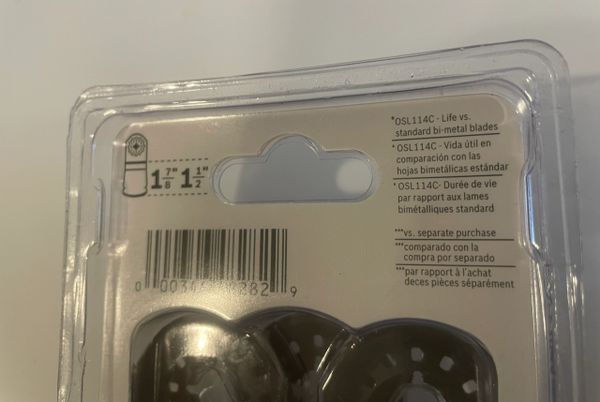 *OSL114C - Life vs.
standard bi-metal blades
* OSL114C - Vida útil en
comparación con las
hojas bimetálicas estándar
* OSL114C- Durée de vie
par rapport aux lames
bimétalliques standard
***vs. separate purchase
***comparado con la
compra por separado
***par rapport à l'achat
deces pièces séparément
1 7/8" 1 1/2"